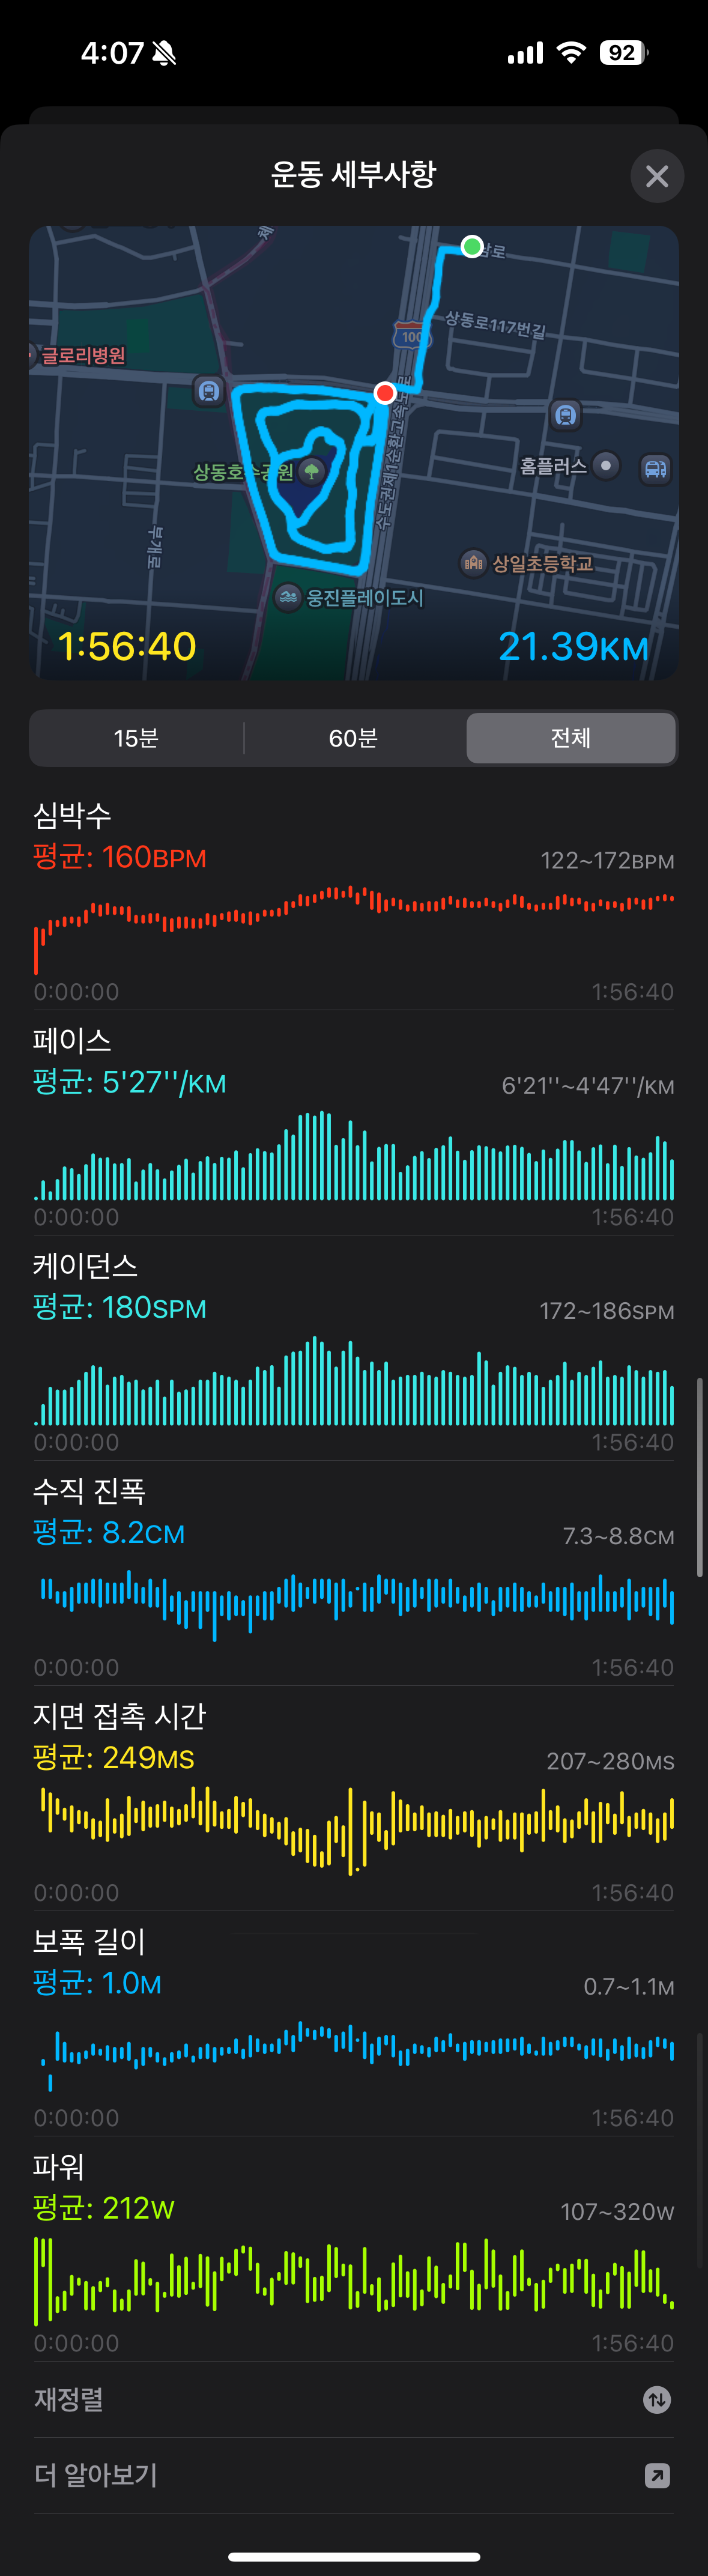 4:07
92
운동 세부사항
체
남로
상동로117번길
100
글로리병원
상동호수공원
홈플러스
수도권제1순환고속도로
부개로
상일초등학교
웅진플레이도시
1:56:40
21.39KM
15분
60분
전체
심박수
평균: 160BPM
122~172BPM
0:00:00
1:56:40
페이스
평균: 5'27''/KM
6'21''~4'47''/KM
0:00:00
1:56:40
케이던스
평균: 180SPM
172~186SPM
0:00:00
1:56:40
수직 진폭
평균: 8.2CM
7.3~8.8CM
0:00:00
1:56:40
지면 접촉 시간
평균: 249MS
207~280MS
0:00:00
1:56:40
보폭 길이
평균: 1.0M
0.7~1.1M
0:00:00
1:56:40
파워
평균: 212W
107~320W
0:00:00
1:56:40
재정렬
더 알아보기